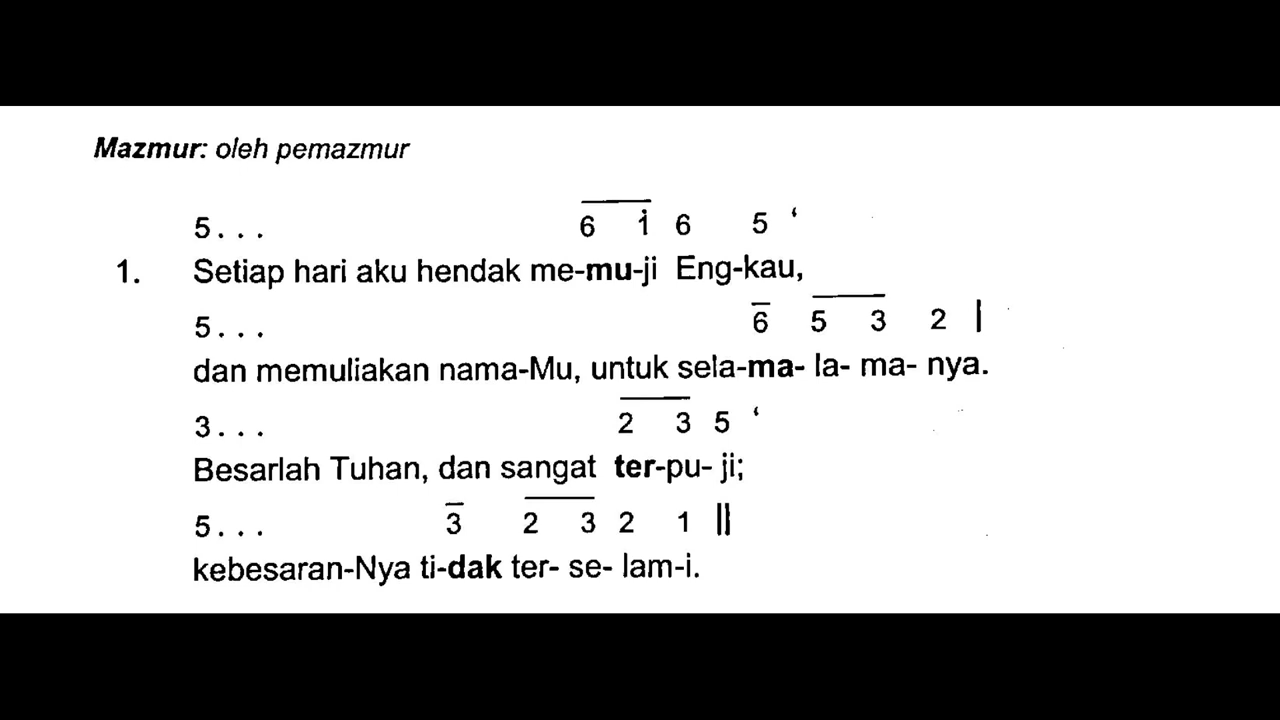 Mazmur: oleh pemazmur
5... 6 1̇ 6 5 ‘
1. Setiap hari aku hendak me-mu-ji Eng-kau,
5... 6̅ 5 3 2 |
dan memuliakan nama-Mu, untuk sela-ma- la- ma- nya.
3... 2 3 5 ‘
Besarlah Tuhan, dan sangat ter-pu- ji;
5... 3̅ 2 3 2 1 ||
kebesaran-Nya ti-dak ter- se- lam-i.